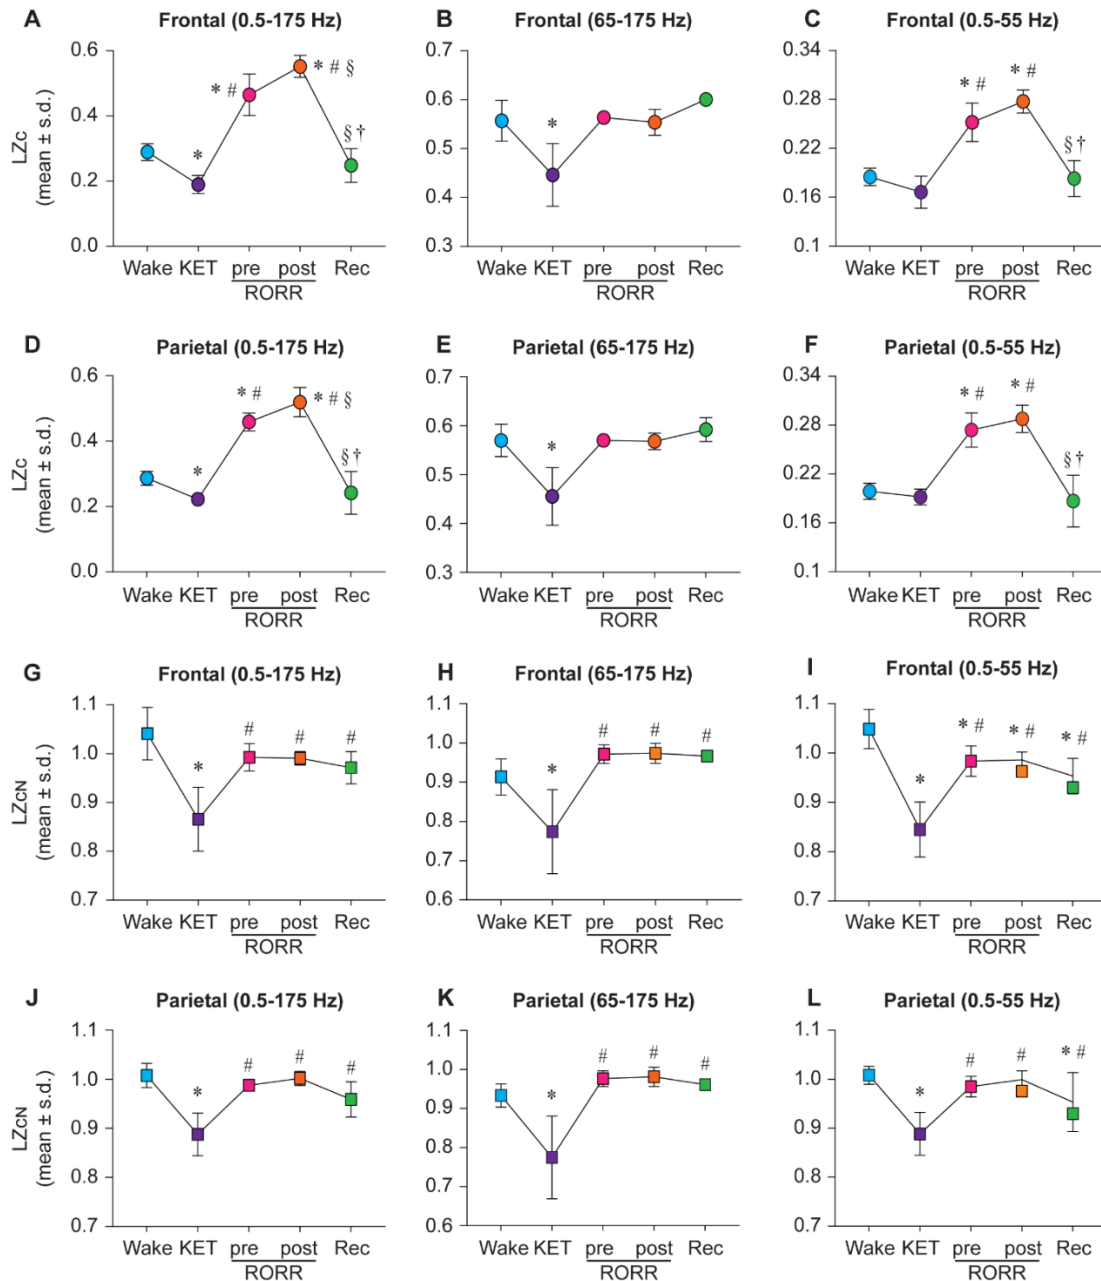 A Frontal (0.5-175 Hz)
LZc
(mean ± s.d.)
0.6
0.4
0.2
0.0
* 
*
* #
* # §
§ †
Wake KET pre post Rec
RORR
B Frontal (65-175 Hz)
0.7
0.6
0.5
0.4
0.3
*
Wake KET pre post Rec
RORR
C Frontal (0.5-55 Hz)
0.34
0.28
0.22
0.16
0.1
* #
* #
§ †
Wake KET pre post Rec
RORR
D Parietal (0.5-175 Hz)
LZc
(mean ± s.d.)
0.6
0.4
0.2
0.0
*
* #
* # §
§ †
Wake KET pre post Rec
RORR
E Parietal (65-175 Hz)
0.7
0.6
0.5
0.4
0.3
*
Wake KET pre post Rec
RORR
F Parietal (0.5-55 Hz)
0.34
0.28
0.22
0.16
0.1
* #
* #
§ †
Wake KET pre post Rec
RORR
G Frontal (0.5-175 Hz)
LZCN
(mean ± s.d.)
1.1
1.0
0.9
0.8
0.7
*
#
#
#
Wake KET pre post Rec
RORR
H Frontal (65-175 Hz)
1.1
1.0
0.9
0.8
0.7
0.6
*
#
#
#
Wake KET pre post Rec
RORR
I Frontal (0.5-55 Hz)
1.1
1.0
0.9
0.8
0.7
*
* #
* #
* #
Wake KET pre post Rec
RORR
J Parietal (0.5-175 Hz)
LZCN
(mean ± s.d.)
1.1
1.0
0.9
0.8
0.7
*
#
#
#
Wake KET pre post Rec
RORR
K Parietal (65-175 Hz)
1.1
1.0
0.9
0.8
0.7
0.6
*
#
#
#
Wake KET pre post Rec
RORR
L Parietal (0.5-55 Hz)
1.1
1.0
0.9
0.8
0.7
*
#
#
* #
Wake KET pre post Rec
RORR